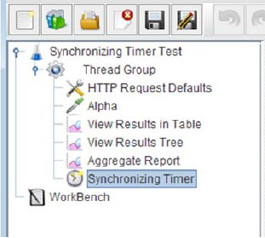 Synchronizing Timer Test
Thread Group
HTTP Request Defaults
Alpha
View Results in Table
View Results Tree
Aggregate Report
Synchronizing Timer
WorkBench